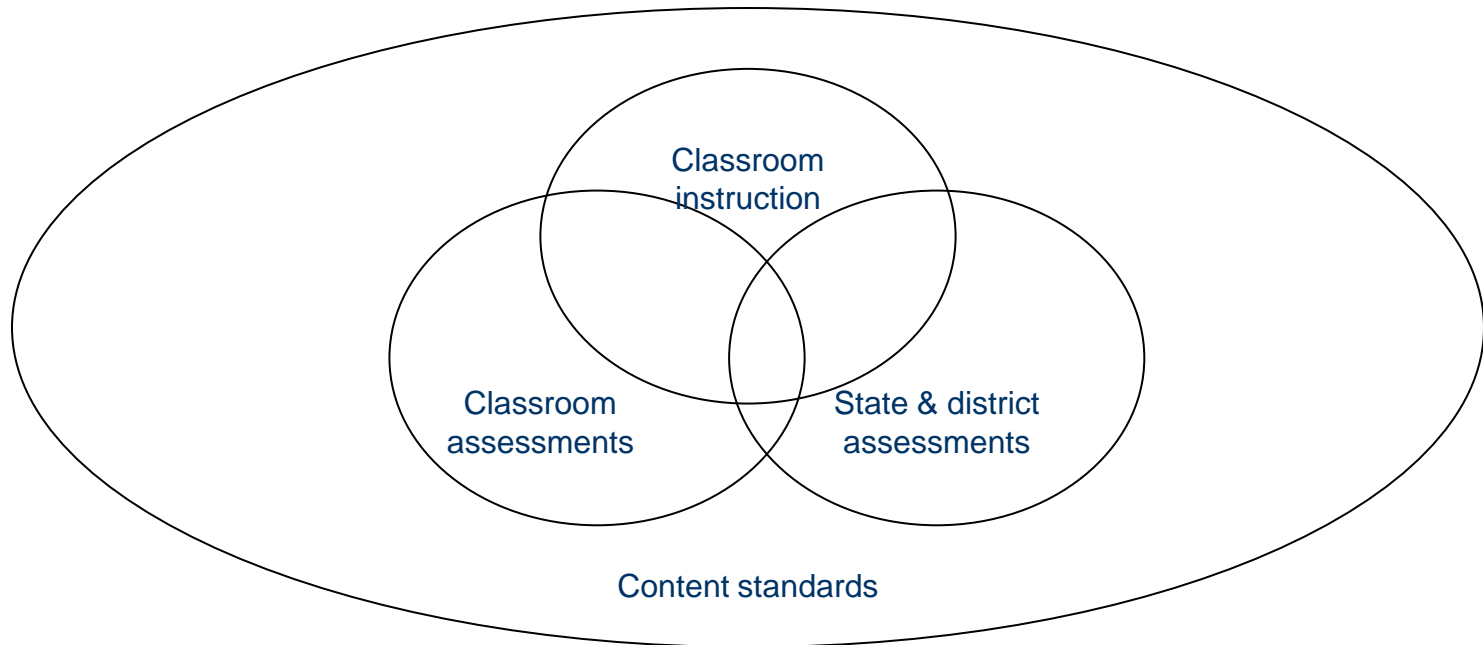 Classroom
instruction
Classroom
assessments
State & district
assessments
Content standards